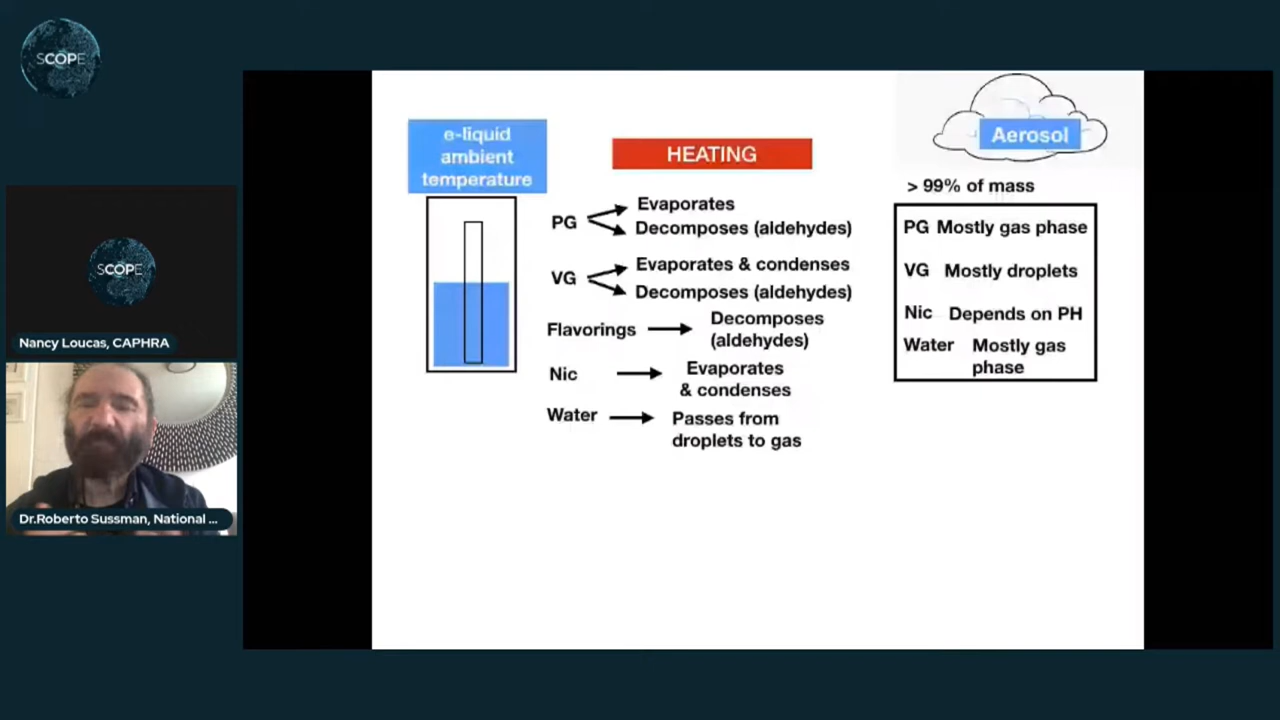 SCOPE
SCOPE
Nancy Loucas, CAPHRA
Dr.Roberto Sussman, National ...
e-liquid
ambient
temperature
HEATING
Aerosol
> 99% of mass
PG
Evaporates
Decomposes (aldehydes)
VG
Evaporates & condenses
Decomposes (aldehydes)
Flavorings
Decomposes
(aldehydes)
Nic
Evaporates
& condenses
Water
Passes from
droplets to gas
PG Mostly gas phase
VG Mostly droplets
Nic Depends on PH
Water Mostly gas
phase